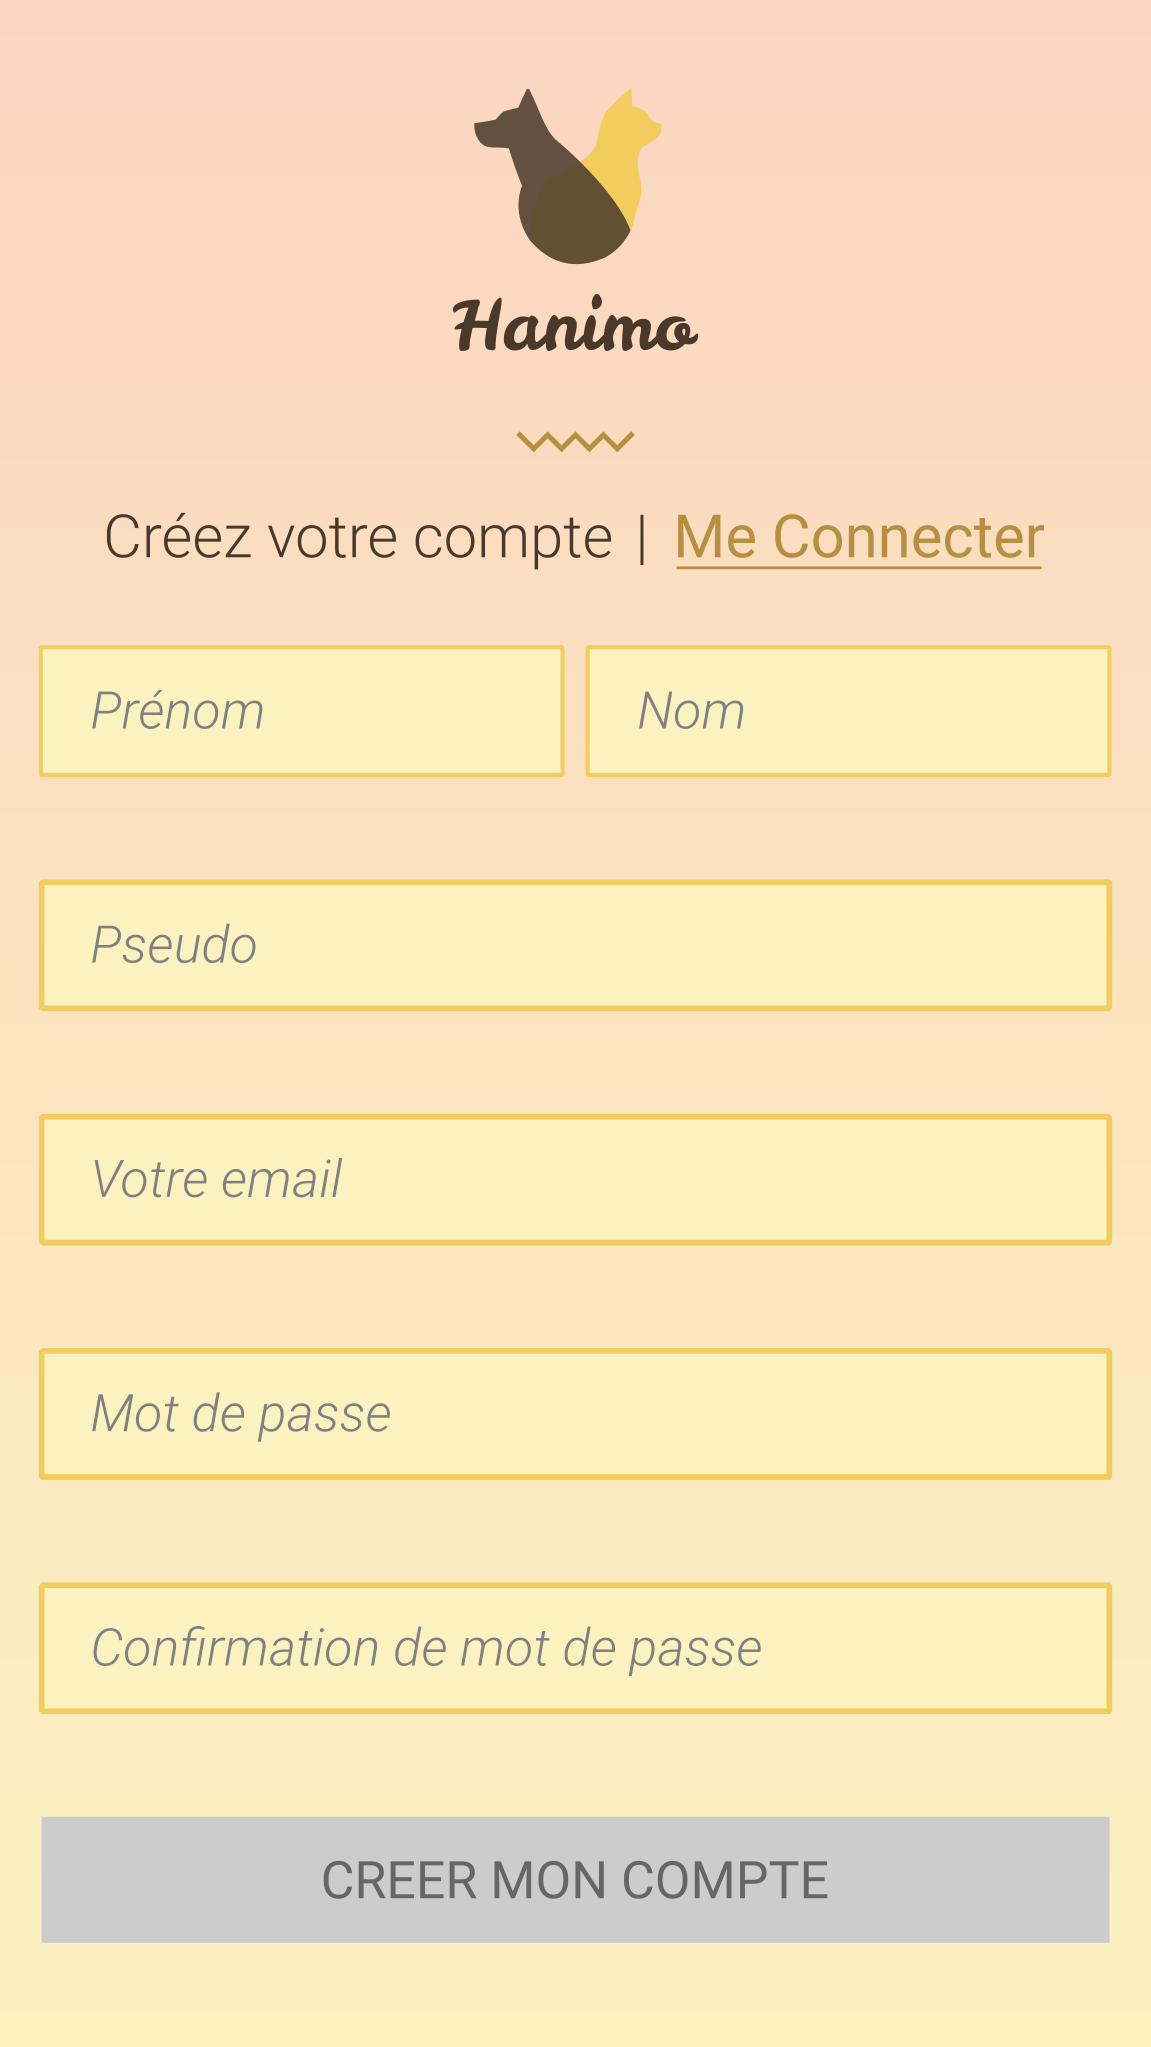 Hanimo
Créez votre compte | Me Connecter
Prénom Nom
Pseudo
Votre email
Mot de passe
Confirmation de mot de passe
CREER MON COMPTE